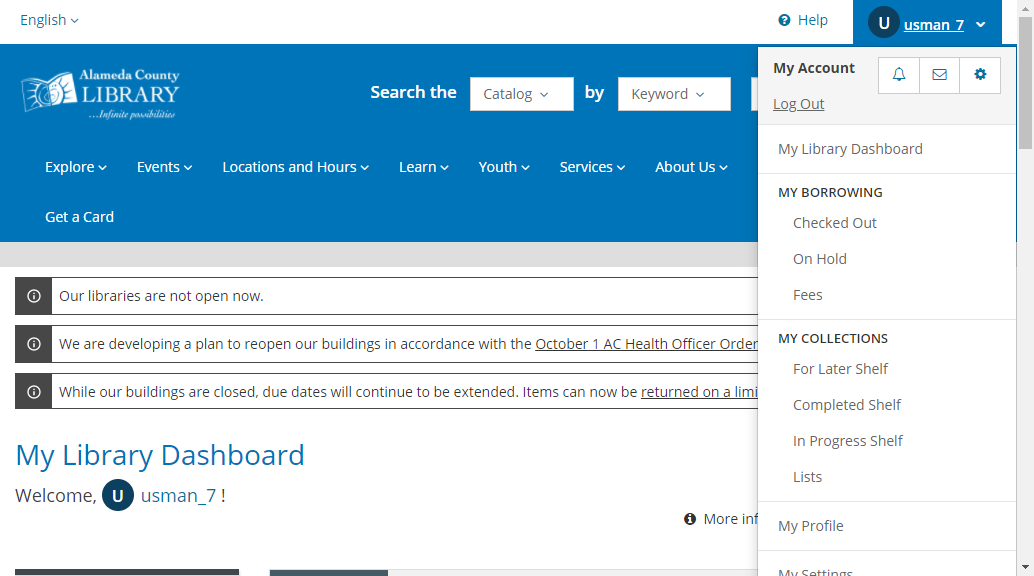 English
Help
U usman_7
Alameda County
LIBRARY
...Infinite possibilities
Search the Catalog by Keyword
Explore Events Locations and Hours Learn Youth Services About Us
Get a Card
My Account
Log Out
My Library Dashboard
MY BORROWING
Checked Out
On Hold
Fees
MY COLLECTIONS
For Later Shelf
Completed Shelf
In Progress Shelf
Lists
My Profile
My Settings
Our libraries are not open now.
We are developing a plan to reopen our buildings in accordance with the October 1 AC Health Officer Order
While our buildings are closed, due dates will continue to be extended. Items can now be returned on a limi
My Library Dashboard
Welcome, U usman_7 !
More inf